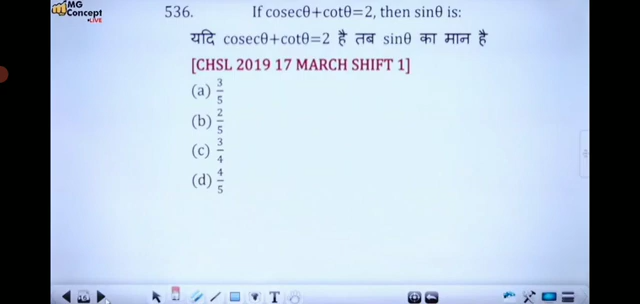 MG
Concept
LIVE
536. If cosecθ+cotθ=2, then sinθ is:
यदि cosecθ+cotθ=2 है तब sinθ का मान है
[CHSL 2019 17 MARCH SHIFT 1]
(a) 3/5
(b) 2/5
(c) 3/4
(d) 4/5
T